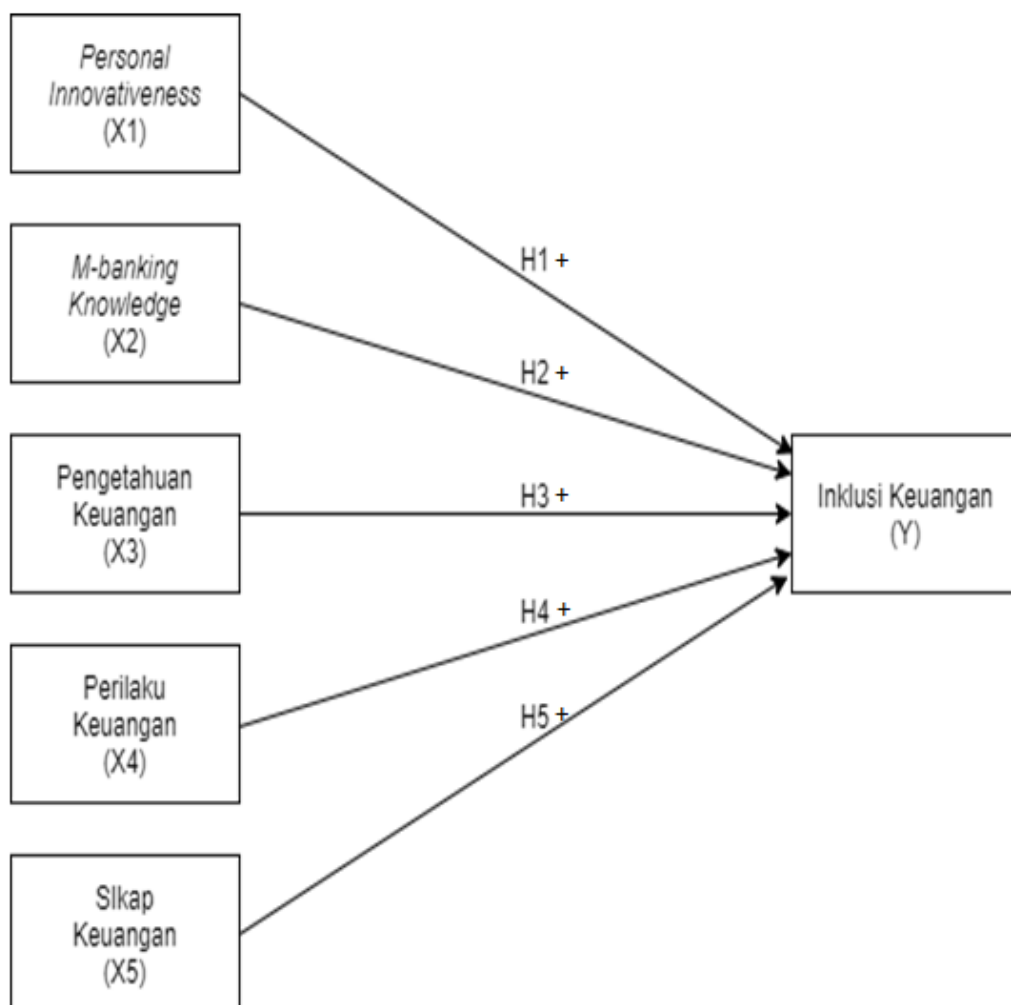 Personal
Innovativeness
(X1)
H1 +
M-banking
Knowledge
(X2)
H2 +
Pengetahuan
Keuangan
(X3)
H3 +
Inklusi Keuangan
(Y)
H4 +
Perilaku
Keuangan
(X4)
H5 +
SIkap
Keuangan
(X5)